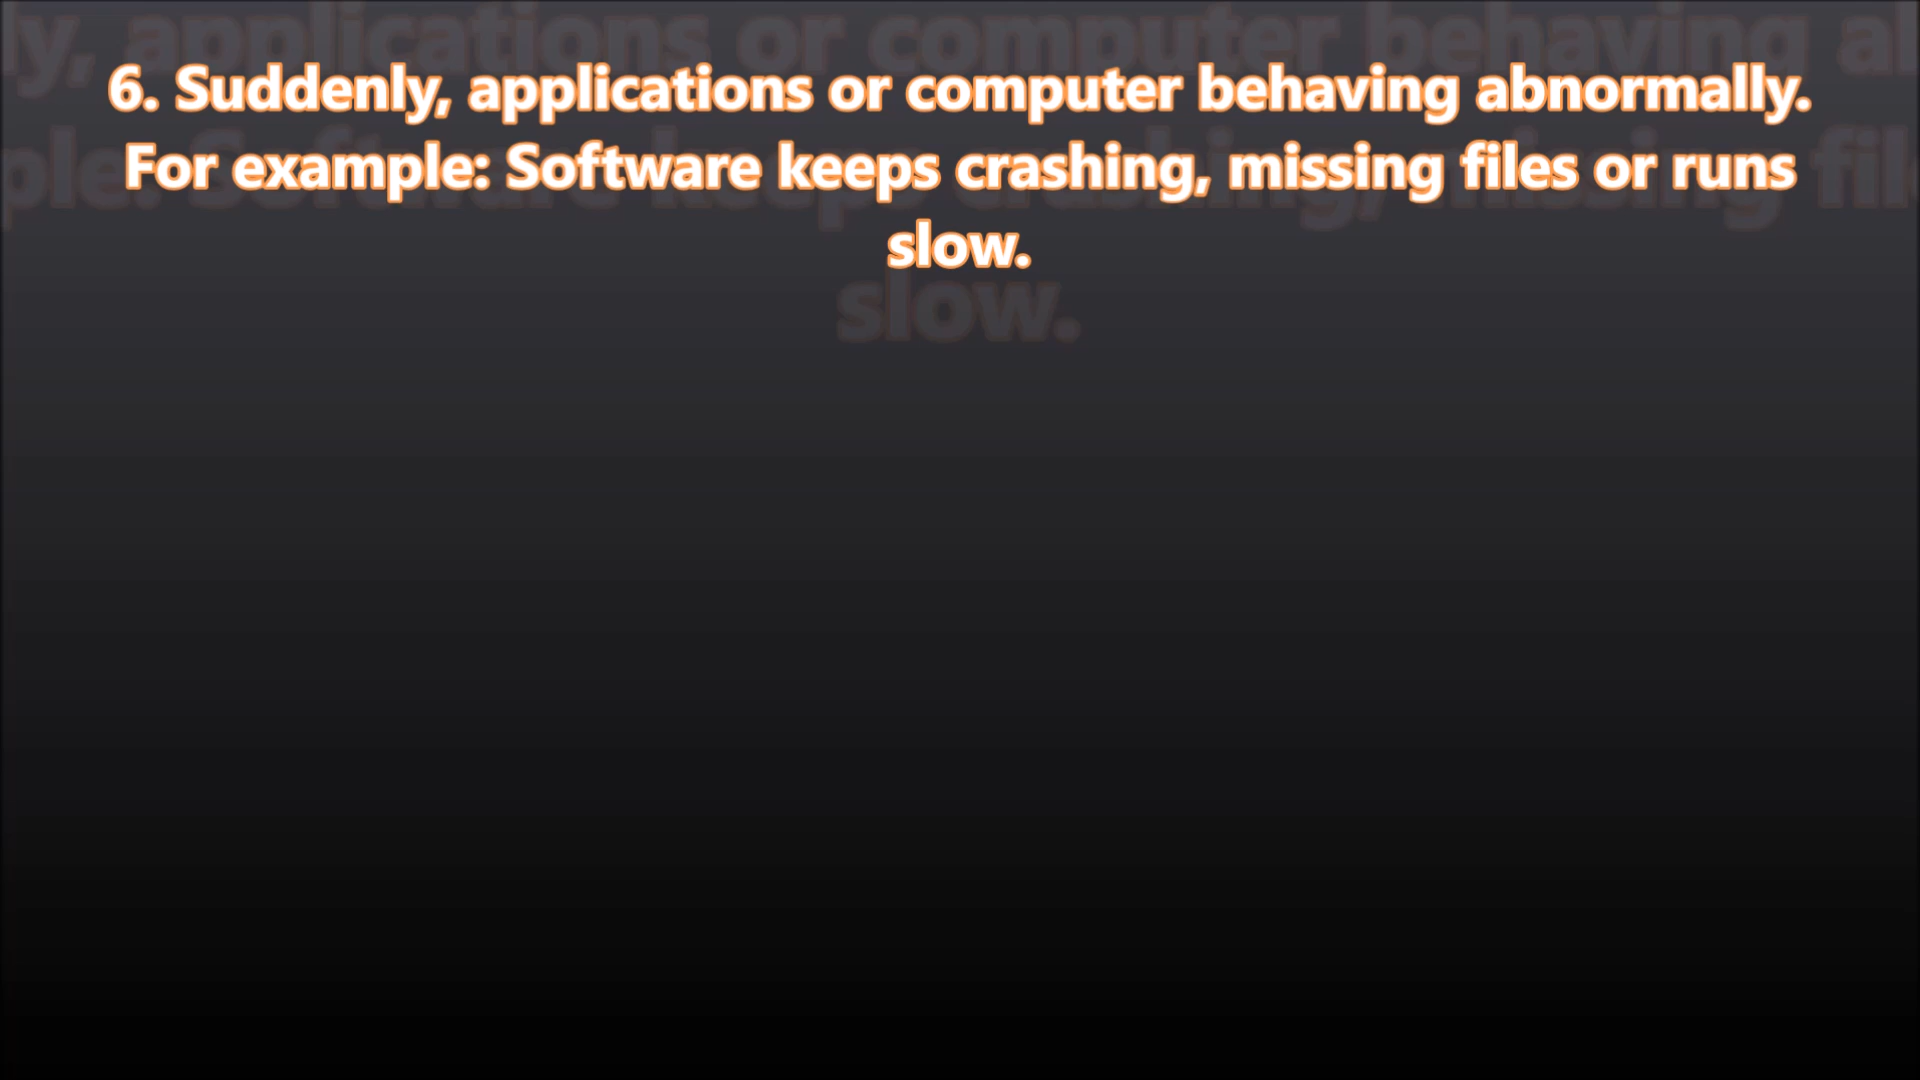 6. Suddenly, applications or computer behaving abnormally.
For example: Software keeps crashing, missing files or runs
slow.